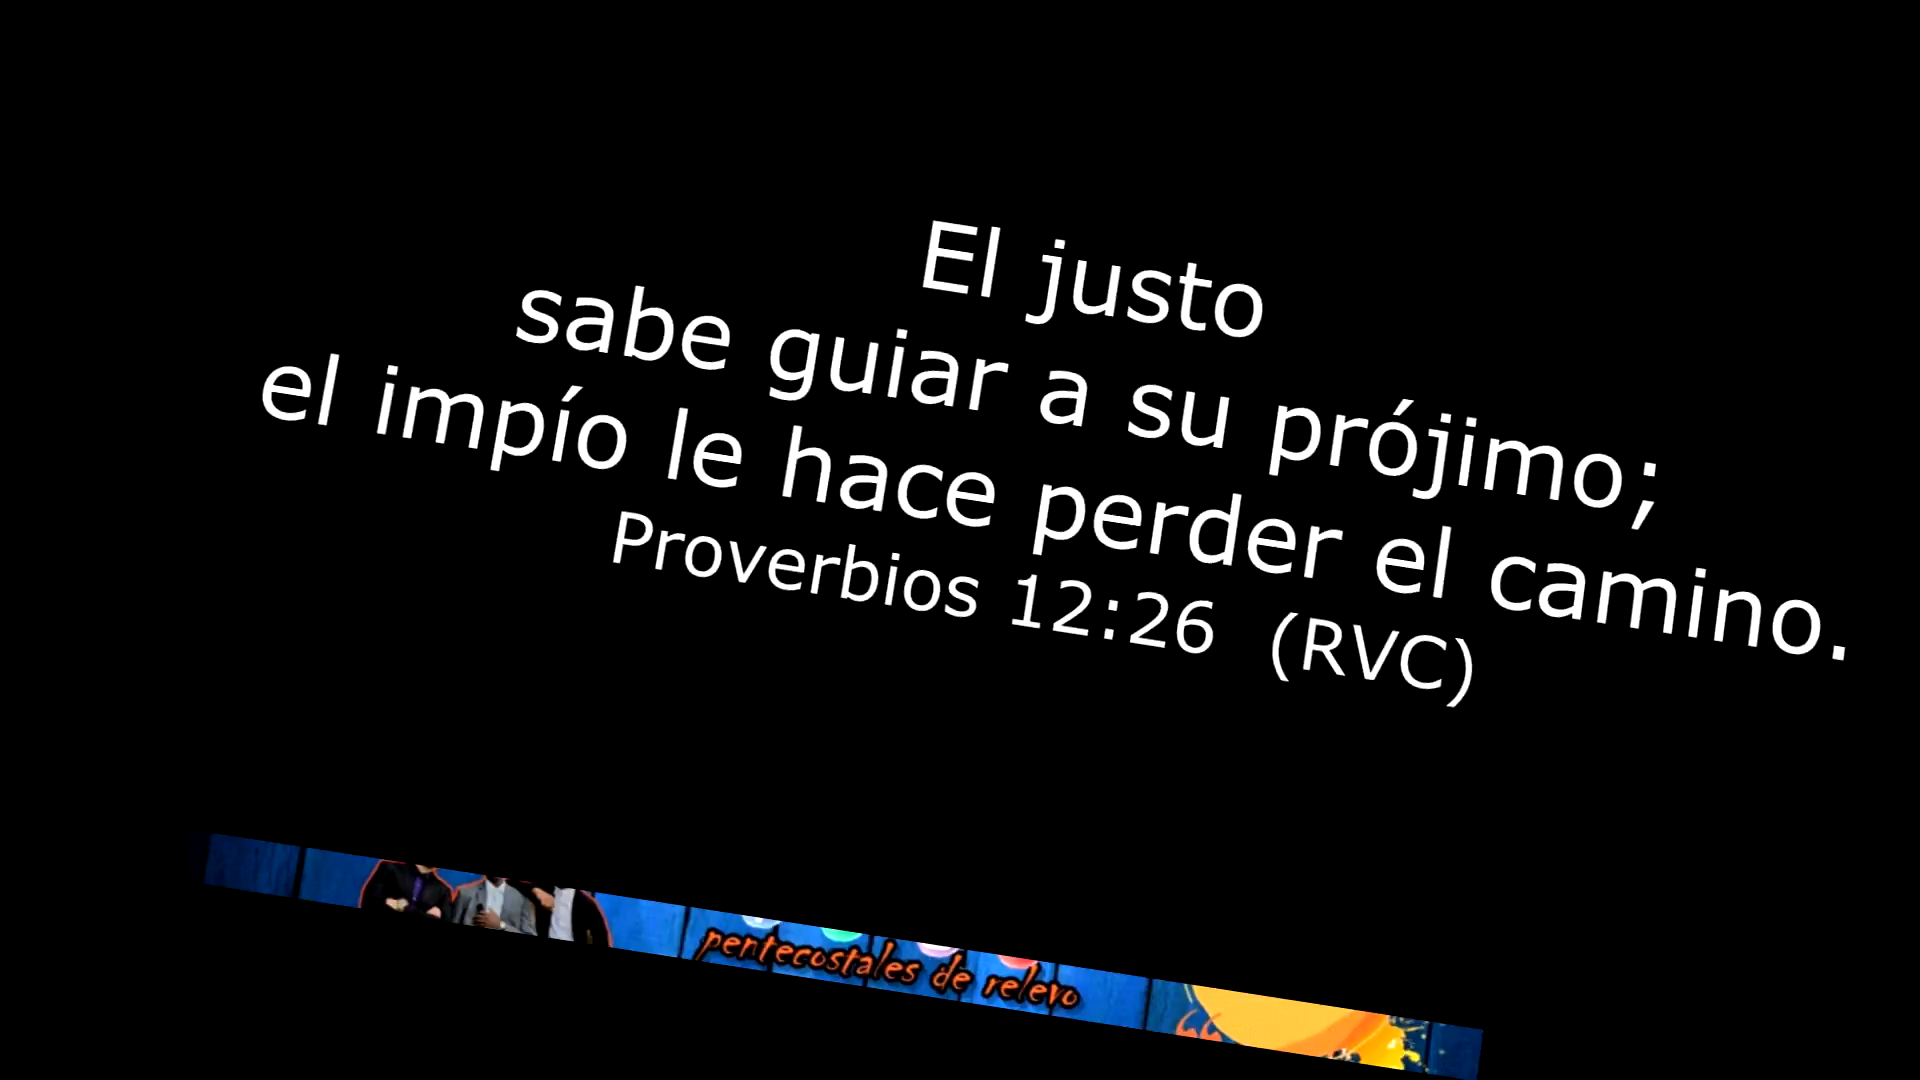 El justo
sabe guiar a su prójimo;
el impío le hace perder el camino.
Proverbios 12:26 (RVC)
pentecostales de relevo